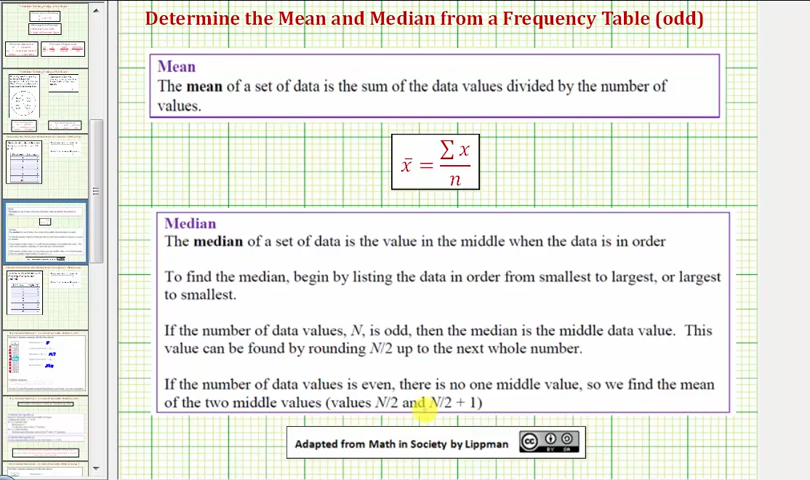 Determine the Mean and Median from a Frequency Table (odd)
Mean
The mean of a set of data is the sum of the data values divided by the number of
values.
x̄ = ∑ x / n
Median
The median of a set of data is the value in the middle when the data is in order
To find the median, begin by listing the data in order from smallest to largest, or largest
to smallest.
If the number of data values, N, is odd, then the median is the middle data value. This
value can be found by rounding N/2 up to the next whole number.
If the number of data values is even, there is no one middle value, so we find the mean
of the two middle values (values N/2 and N/2 + 1)
Adapted from Math in Society by Lippman
cc
BY SA